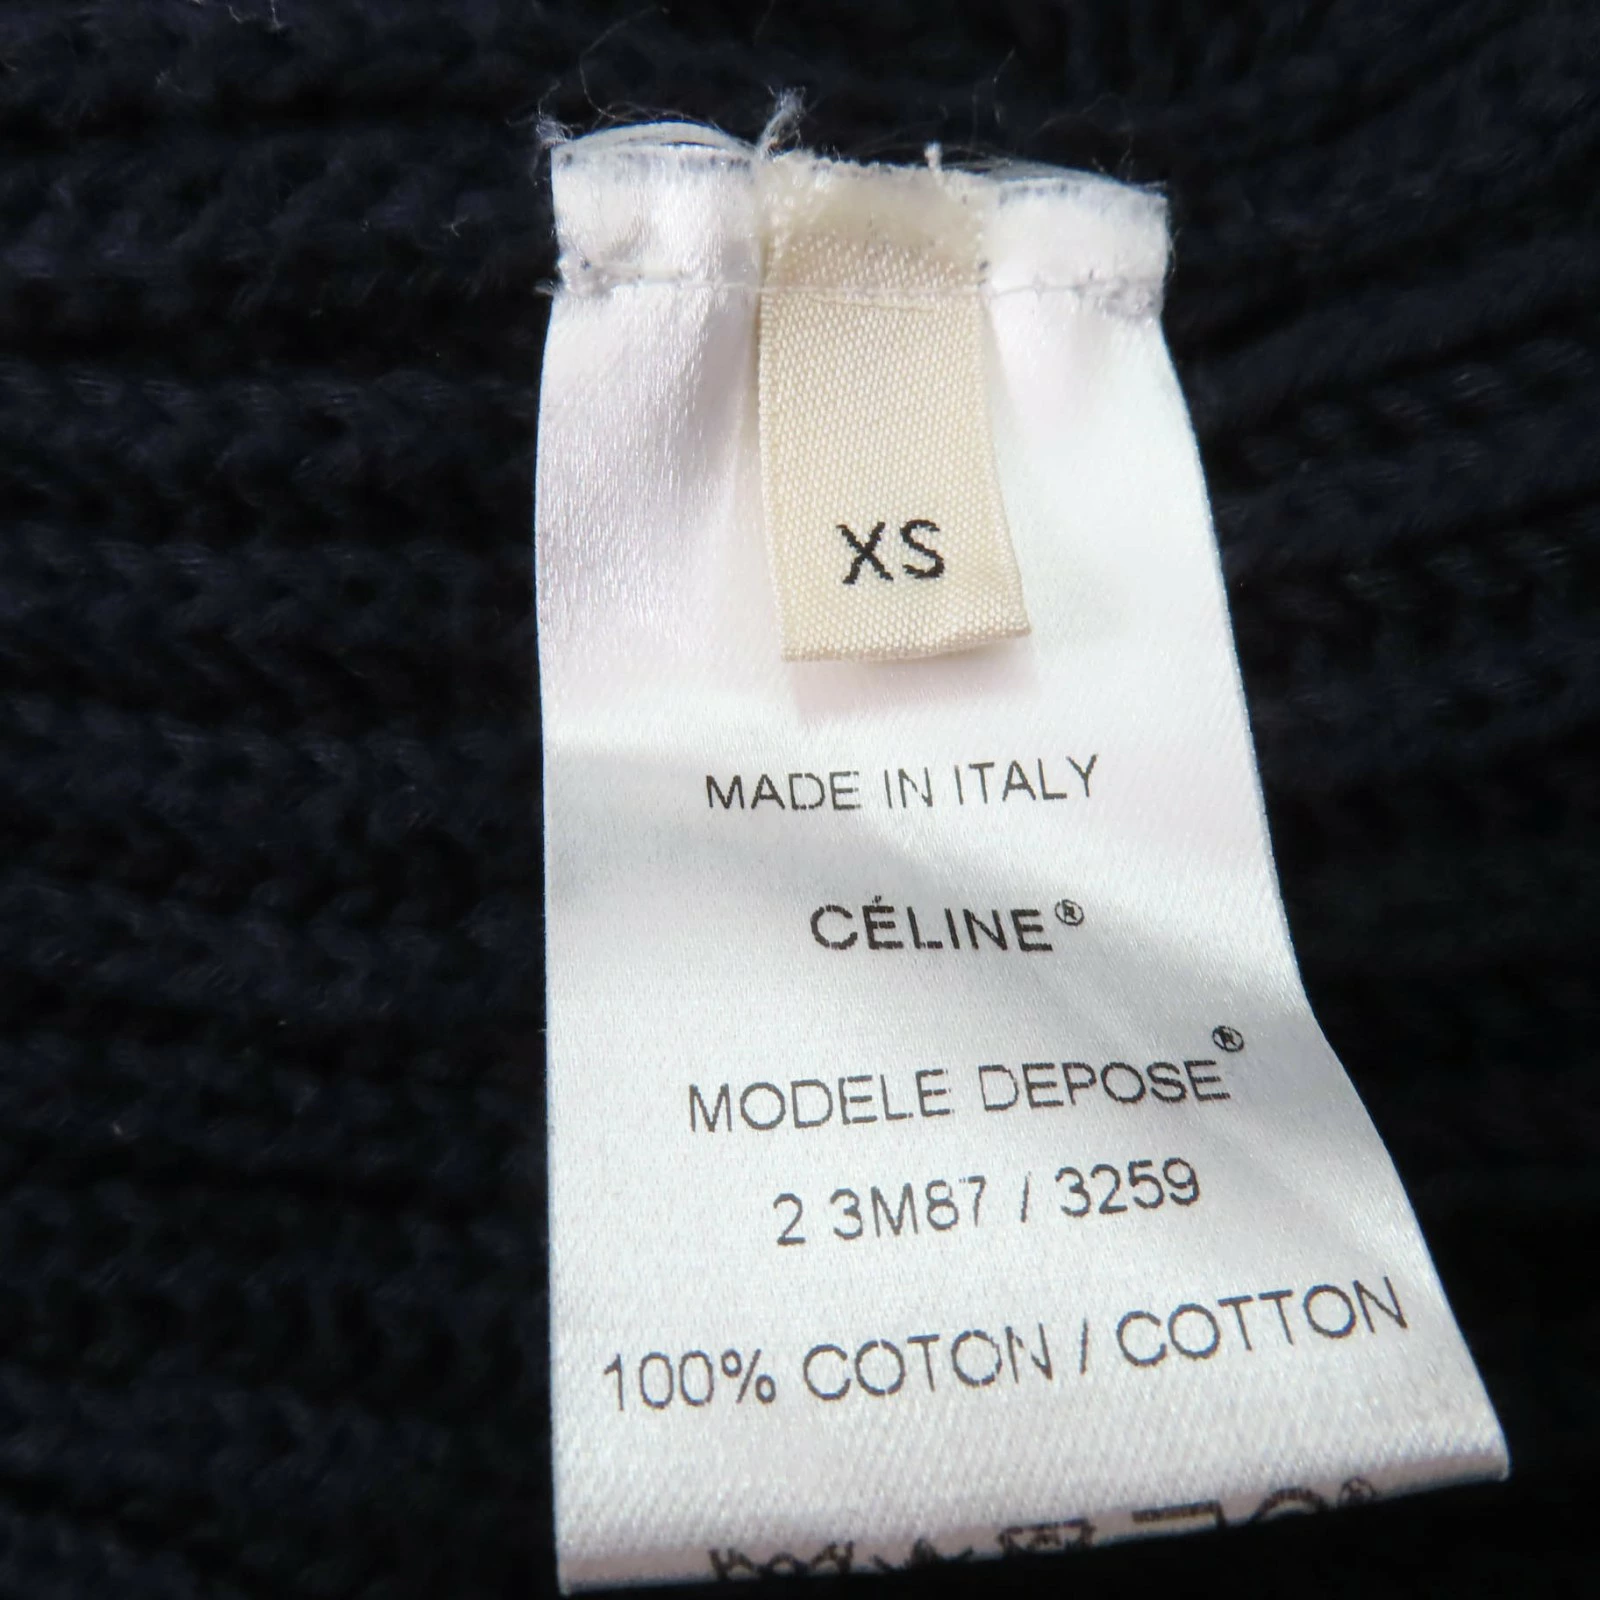 XS
MADE IN ITALY
CÉLINE®
MODELE DEPOSE®
2 3M87 / 3259
100% COTON / COTTON